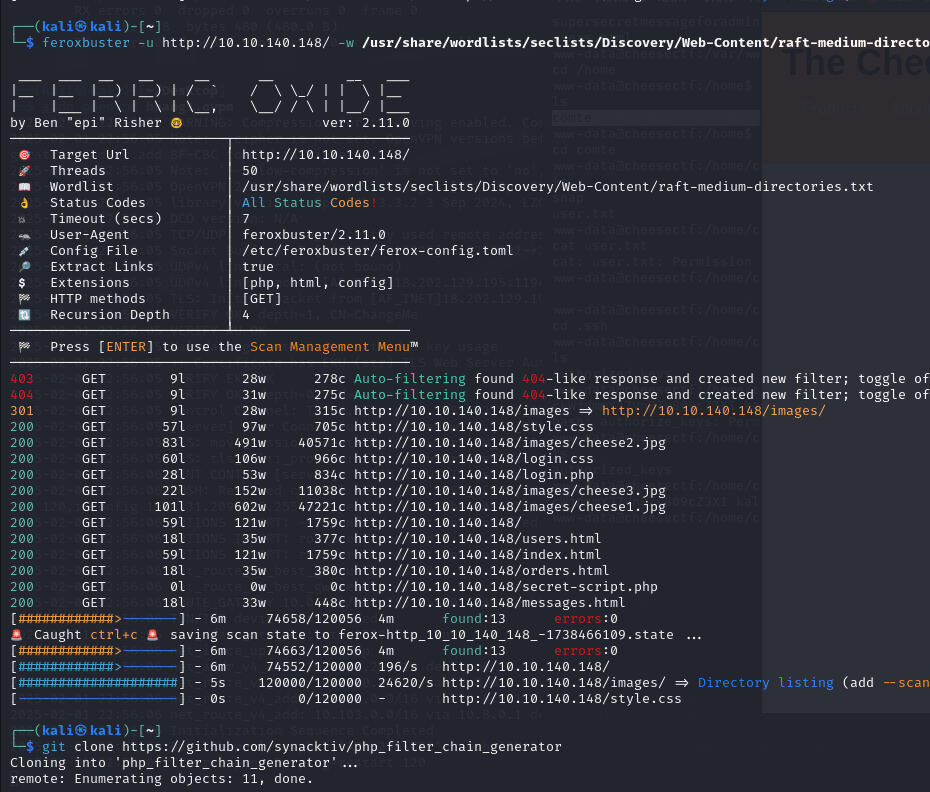 ┌──(kali㉿kali)-[~]
└─$ feroxbuster -u http://10.10.140.148/ -w /usr/share/wordlists/seclists/Discovery/Web-Content/raft-medium-directo
FERRIC OXIDE
by Ben "epi" Risher 🤓 ver: 2.11.0
🎯 Target Url │ http://10.10.140.148/
🚀 Threads │ 50
📖 Wordlist │ /usr/share/wordlists/seclists/Discovery/Web-Content/raft-medium-directories.txt
👌 Status Codes │ All Status Codes!
💥 Timeout (secs) │ 7
🦡 User-Agent │ feroxbuster/2.11.0
💉 Config File │ /etc/feroxbuster/ferox-config.toml
🔎 Extract Links │ true
💲 Extensions │ [php, html, config]
🏁 HTTP methods │ [GET]
🔃 Recursion Depth │ 4
🏁 Press [ENTER] to use the Scan Management Menu™
403 GET 9l 28w 278c Auto-filtering found 404-like response and created new filter; toggle of
404 GET 9l 31w 275c Auto-filtering found 404-like response and created new filter; toggle of
301 GET 9l 28w 315c http://10.10.140.148/images => http://10.10.140.148/images/
200 GET 57l 97w 705c http://10.10.140.148/style.css
200 GET 83l 491w 40571c http://10.10.140.148/images/cheese2.jpg
200 GET 60l 106w 966c http://10.10.140.148/login.css
200 GET 28l 53w 834c http://10.10.140.148/login.php
200 GET 22l 152w 11038c http://10.10.140.148/images/cheese3.jpg
200 GET 101l 602w 47221c http://10.10.140.148/images/cheese1.jpg
200 GET 59l 121w 1759c http://10.10.140.148/
200 GET 18l 35w 377c http://10.10.140.148/users.html
200 GET 59l 121w 1759c http://10.10.140.148/index.html
200 GET 18l 35w 380c http://10.10.140.148/orders.html
200 GET 0l 0w 0c http://10.10.140.148/secret-script.php
200 GET 18l 33w 448c http://10.10.140.148/messages.html
[############>-------] - 6m 74658/120056 4m found:13 errors:0
🚨 Caught ctrl+c 🚨 saving scan state to ferox-http_10_10_140_148_-1738466109.state ...
[############>-------] - 6m 74663/120056 4m found:13 errors:0
[############>-------] - 6m 74552/120000 196/s http://10.10.140.148/
[####################] - 5s 120000/120000 24620/s http://10.10.140.148/images/ => Directory listing (add --scan
[--------------------] - 0s 0/120000 - http://10.10.140.148/style.css
┌──(kali㉿kali)-[~]
└─$ git clone https://github.com/synacktiv/php_filter_chain_generator
Cloning into 'php_filter_chain_generator'...
remote: Enumerating objects: 11, done.